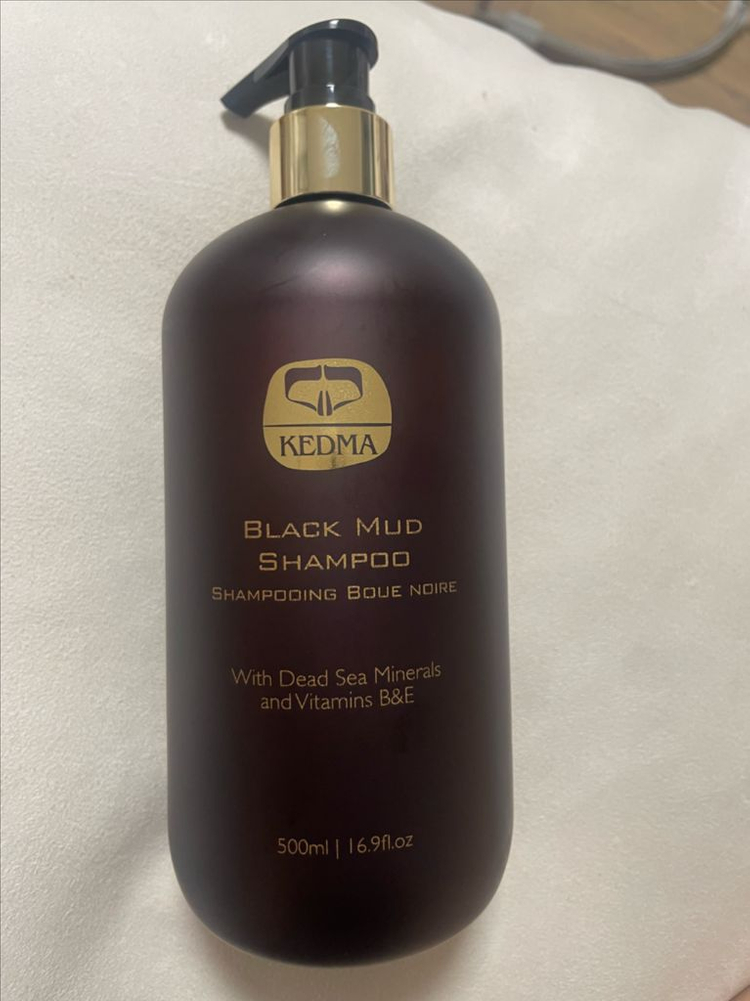 KEDMA
BLACK MUD
SHAMPOO
SHAMPOOING BOUE NOIRE
With Dead Sea Minerals
and Vitamins B&E
500ml | 16.9fl.oz